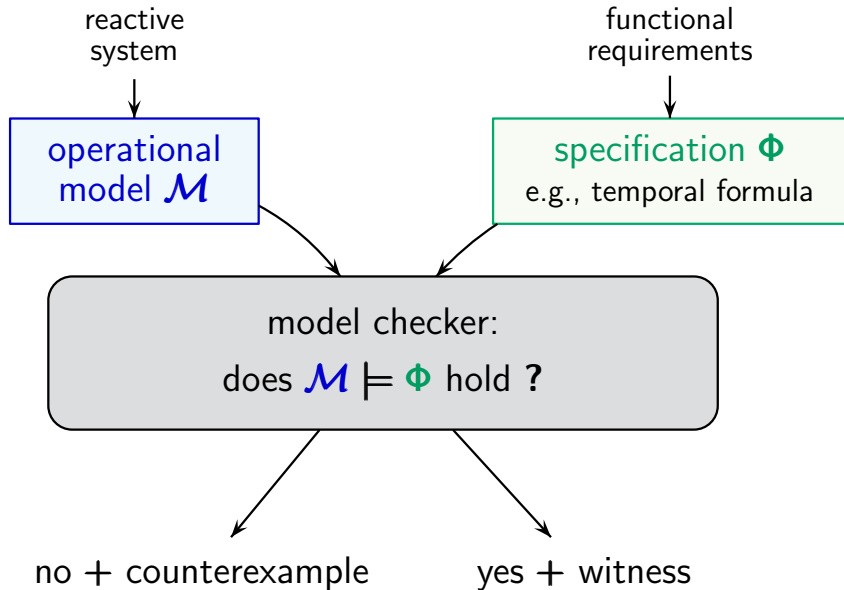 reactive
system
functional
requirements
operational
model 𝓜
specification Φ
e.g., temporal formula
model checker:
does 𝓜 ⊨ Φ hold ?
no + counterexample
yes + witness